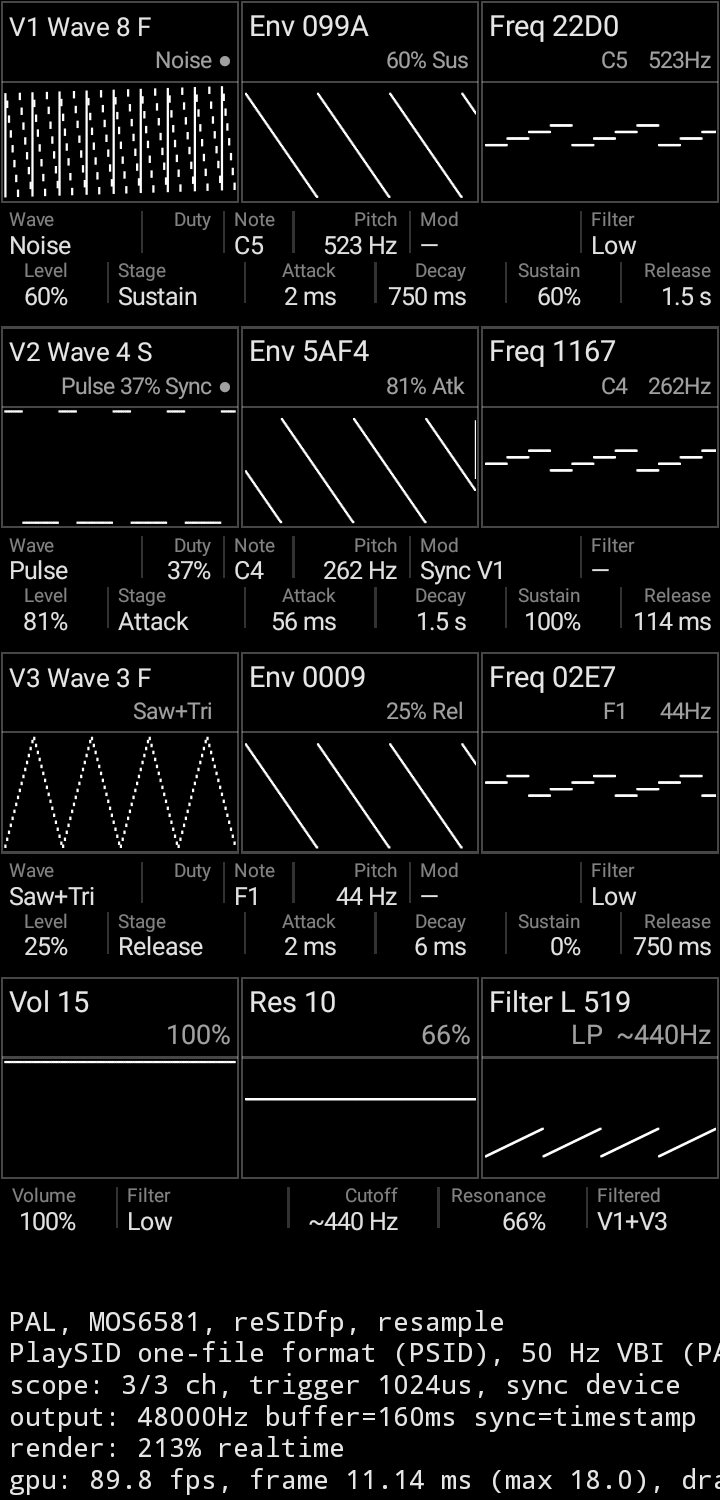 V1 Wave 8 F Env 099A Freq 22D0
Noise 60% Sus C5 523Hz
Wave Duty Note Pitch Mod Filter
Noise C5 523 Hz — Low
Level Stage Attack Decay Sustain Release
60% Sustain 2 ms 750 ms 60% 1.5 s
V2 Wave 4 S Env 5AF4 Freq 1167
Pulse 37% Sync 81% Atk C4 262Hz
Wave Duty Note Pitch Mod Filter
Pulse 37% C4 262 Hz Sync V1 —
Level Stage Attack Decay Sustain Release
81% Attack 56 ms 1.5 s 100% 114 ms
V3 Wave 3 F Env 0009 Freq 02E7
Saw+Tri 25% Rel F1 44Hz
Wave Duty Note Pitch Mod Filter
Saw+Tri F1 44 Hz — Low
Level Stage Attack Decay Sustain Release
25% Release 2 ms 6 ms 0% 750 ms
Vol 15 Res 10 Filter L 519
100% 66% LP ~440Hz
Volume Filter Cutoff Resonance Filtered
100% Low ~440 Hz 66% V1+V3
PAL, MOS6581, reSIDfp, resample
PlaySID one-file format (PSID), 50 Hz VBI (PA
scope: 3/3 ch, trigger 1024us, sync device
output: 48000Hz buffer=160ms sync=timestamp
render: 213% realtime
gpu: 89.8 fps, frame 11.14 ms (max 18.0), dra